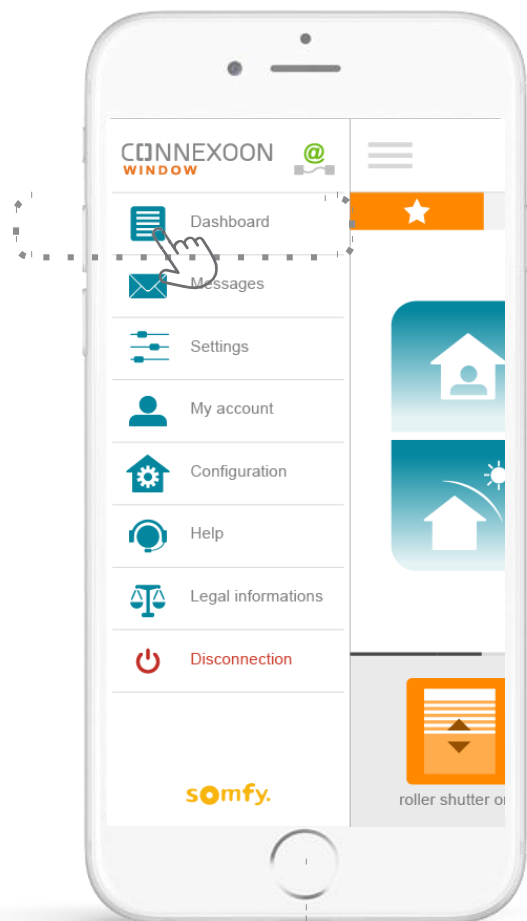 CONNEXOON
WINDOW
@
Dashboard
Messages
Settings
My account
Configuration
Help
Legal informations
Disconnection
somfy.
roller shutter